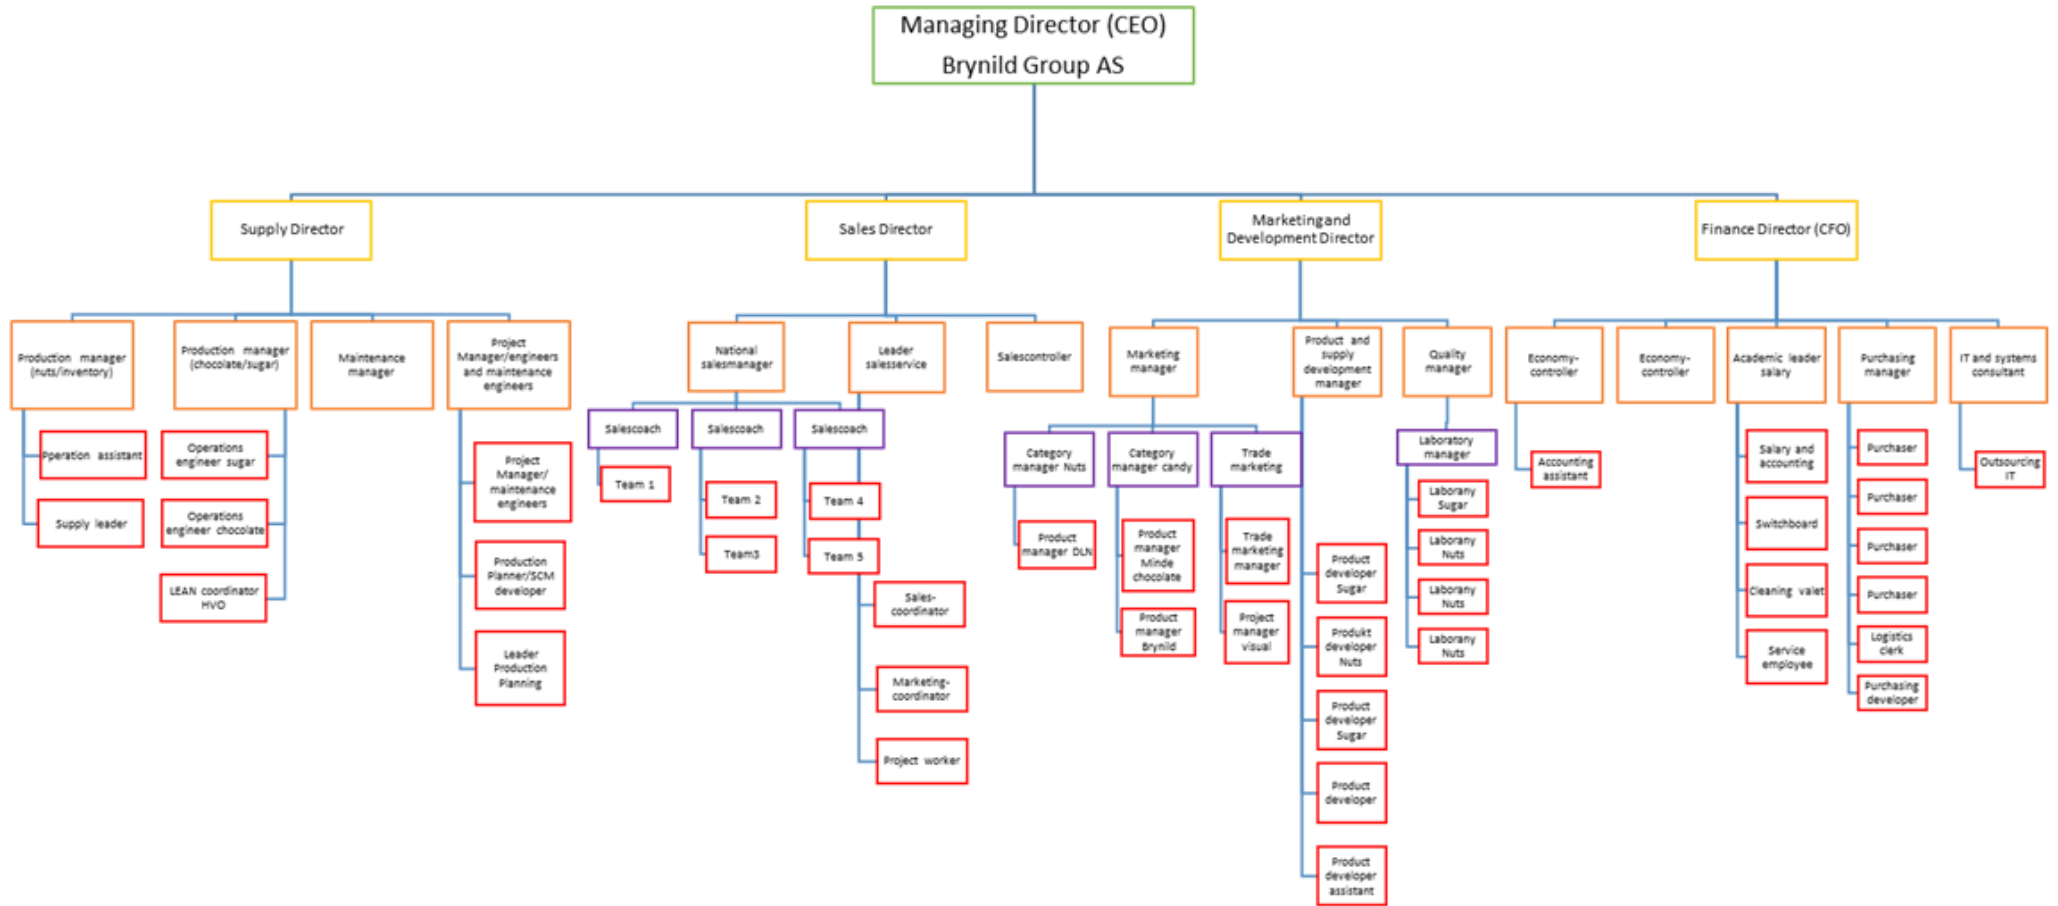 Managing Director (CEO)
Brynild Group AS
Supply Director
Sales Director
Marketingand
Development Director
Finance Director (CFO)
Production manager
(nuts/inventory)
Production manager
(chocolate/sugar)
Maintenance
manager
Project
Manager/engineers
and maintenance
engineers
National
salesmanager
Leader
salesservice
Salescontroller
Marketing
manager
Product and
supply
development
manager
Quality
manager
Economy-
controller
Economy-
controller
Academic leader
salary
Purchasing
manager
IT and systems
consultant
Pperation assistant
Supply leader
Operations
engineer sugar
Operations
engineer chocolate
LEAN coordinator
HVO
Project
Manager/
maintenance
engineers
Production
Planner/SCM
developer
Leader
Production
Planning
Salescoach
Salescoach
Salescoach
Team 1
Team 2
Team3
Team 4
Team 5
Sales-
coordinator
Marketing-
coordinator
Project worker
Category
manager Nuts
Category
manager candy
Trade
marketing
Product
manager DLN
Product
manager
Minde
chocolate
Product
manager
Brynild
Trade
marketing
manager
Project
manager
visual
Product
developer
Sugar
Produkt
developer
Nuts
Product
developer
Sugar
Product
developer
Product
developer
assistant
Laboratory
manager
Laborany
Sugar
Laborany
Nuts
Laborany
Nuts
Laborany
Nuts
Accounting
assistant
Salary and
accounting
Switchboard
Cleaning valet
Service
employee
Purchaser
Purchaser
Purchaser
Purchaser
Logistics
clerk
Purchasing
developer
Outsourcing
IT